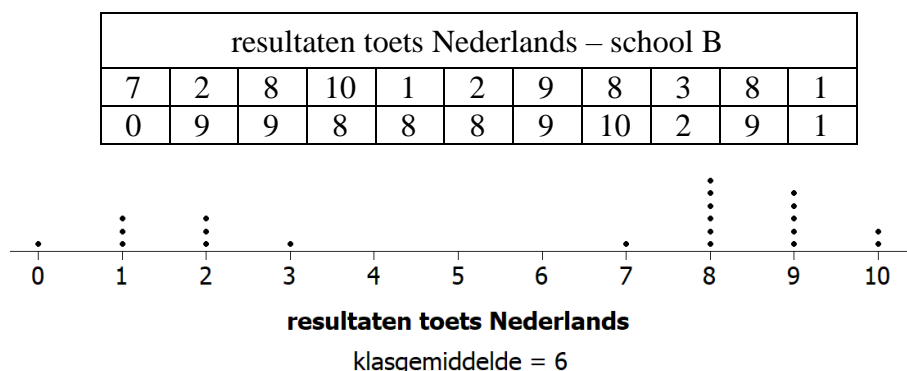 resultaten toets Nederlands – school B
7 2 8 10 1 2 9 8 3 8 1
0 9 9 8 8 8 9 10 2 9 1
0 1 2 3 4 5 6 7 8 9 10
resultaten toets Nederlands
klasgemiddelde = 6